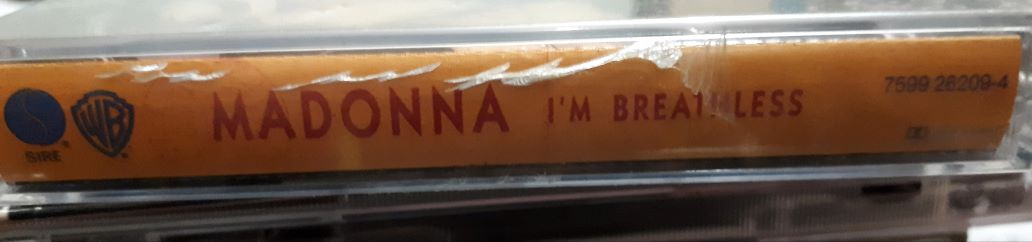 SIRE
WB
MADONNA I'M BREATHLESS
7599 26209-4